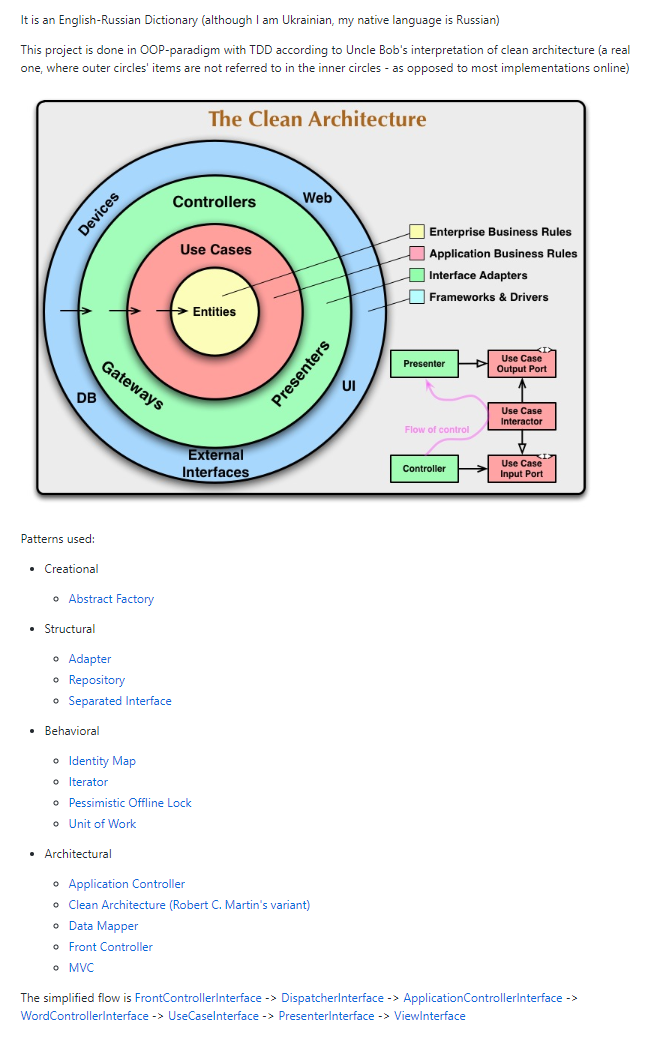 It is an English-Russian Dictionary (although I am Ukrainian, my native language is Russian)
This project is done in OOP-paradigm with TDD according to Uncle Bob's interpretation of clean architecture (a real
one, where outer circles' items are not referred to in the inner circles - as opposed to most implementations online)
The Clean Architecture
Devices
Controllers
Web
Use Cases
Entities
Gateways
Presenters
DB
UI
External
Interfaces
Enterprise Business Rules
Application Business Rules
Interface Adapters
Frameworks & Drivers
Presenter
Use Case
Output Port
<I>
Use Case
Interactor
Flow of control
Controller
Use Case
Input Port
<I>
Patterns used:
Creational
Abstract Factory
Structural
Adapter
Repository
Separated Interface
Behavioral
Identity Map
Iterator
Pessimistic Offline Lock
Unit of Work
Architectural
Application Controller
Clean Architecture (Robert C. Martin's variant)
Data Mapper
Front Controller
MVC
The simplified flow is FrontControllerInterface -> DispatcherInterface -> ApplicationControllerInterface ->
WordControllerInterface -> UseCaseInterface -> PresenterInterface -> ViewInterface